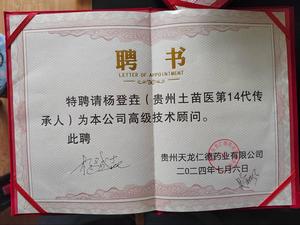 聘 书
LETTER OF APPOINTMENT
特聘请杨登垚（贵州土苗医第14代传
承人）为本公司高级技术顾问。
此聘
贵州天龙仁德药业有限公司
二〇二四年七月六日